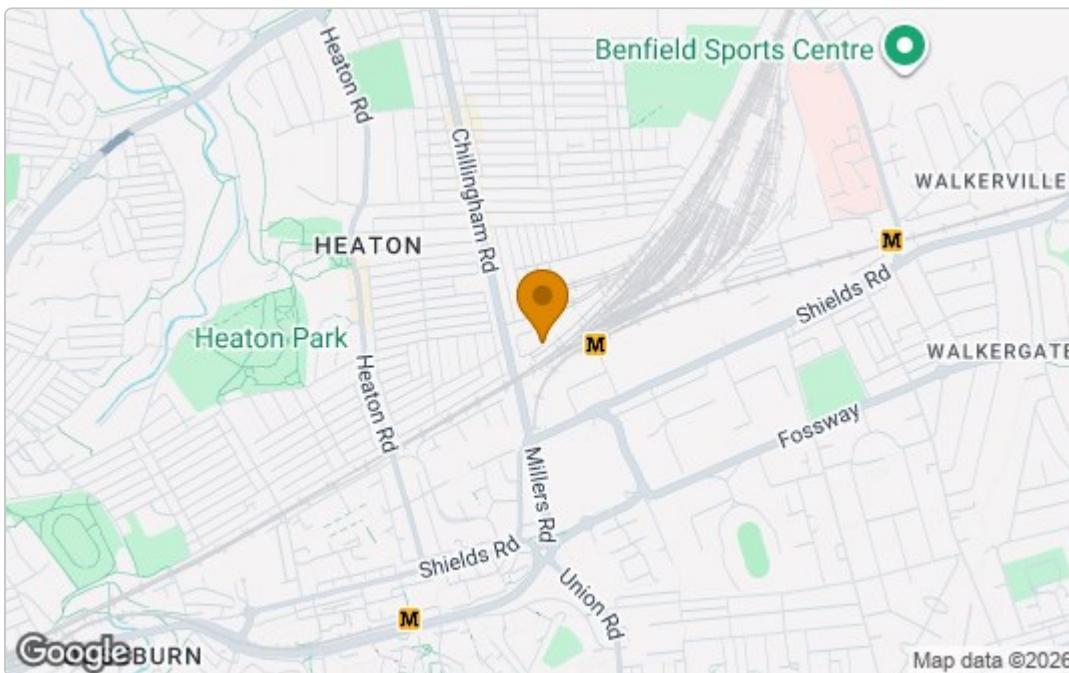 Benfield Sports Centre
Heaton Rd
Chillingham Rd
WALKERVILLE
HEATON
M
Shields Rd
Heaton Park
M
WALKERGATE
Heaton Rd
Fossway
Millers Rd
Shields Rd
Union Rd
M
Google
BURN
Map data ©2026